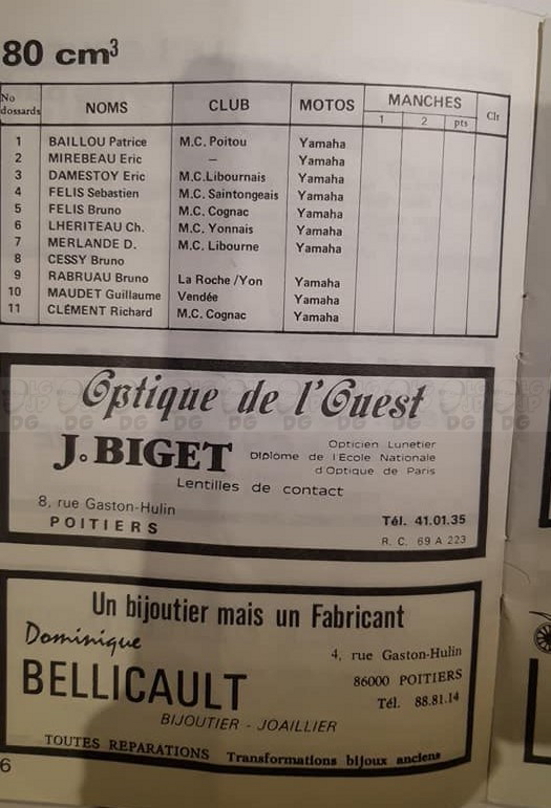 80 cm³
No dossards NOMS CLUB MOTOS MANCHES 1 2 pts Clt
1 BAILLOU Patrice M.C. Poitou Yamaha
2 MIREBEAU Eric – Yamaha
3 DAMESTOY Eric M.C.Libournais Yamaha
4 FELIS Sebastien M.C. Saintongeais Yamaha
5 FELIS Bruno M.C. Cognac Yamaha
6 LHERITEAU Ch. M.C. Yonnais Yamaha
7 MERLANDE D. M.C. Libourne Yamaha
8 CESSY Bruno
9 RABRUAU Bruno La Roche /Yon Yamaha
10 MAUDET Guillaume Vendée Yamaha
11 CLÉMENT Richard M.C. Cognac Yamaha
Optique de l'Ouest
J. BIGET
Opticien Lunetier
Diplome de l'Ecole Nationale
d'Optique de Paris
Lentilles de contact
8, rue Gaston-Hulin
POITIERS
Tél. 41.01.35
R. C. 69 A 223
Un bijoutier mais un Fabricant
Dominique
BELLICAULT
4, rue Gaston-Hulin
86000 POITIERS
Tél. 88.81.14
BIJOUTIER - JOAILLIER
TOUTES REPARATIONS Transformations bijoux anciens
6